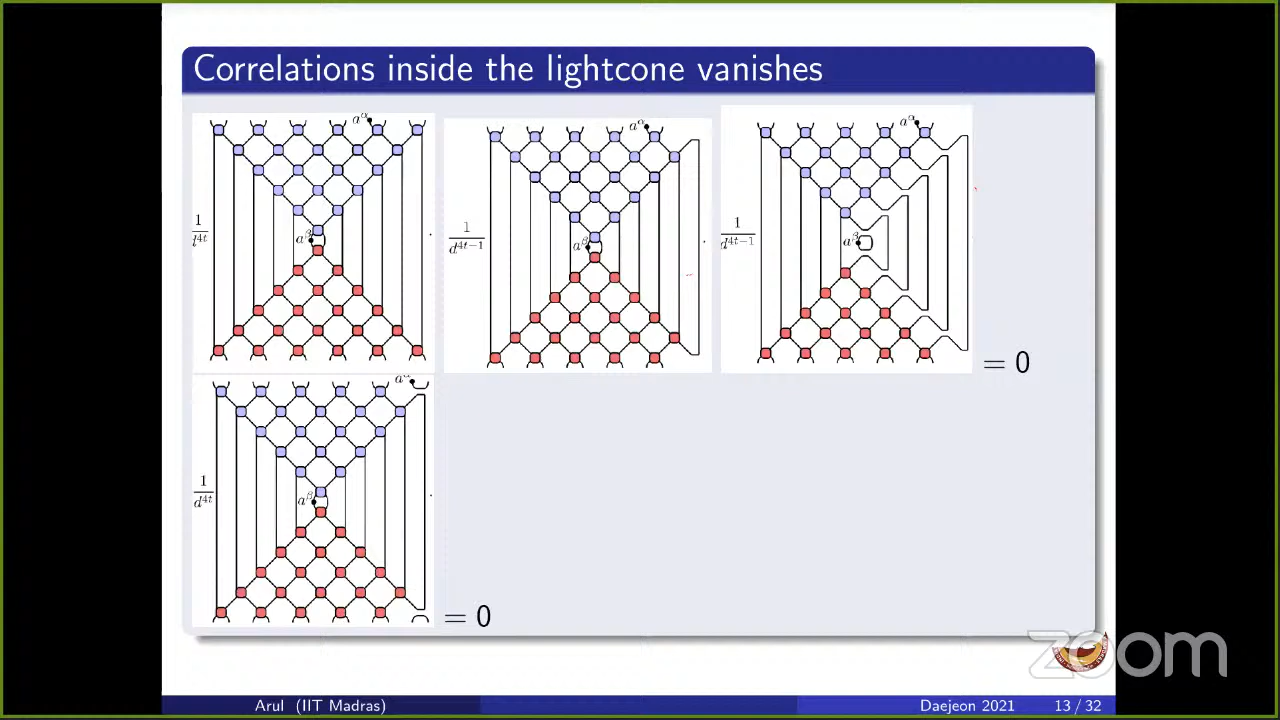 Correlations inside the lightcone vanishes
a^α
a^α
a^α
1/d^{4t}
a^β
.
1/d^{4t−1}
a^β
.
1/d^{4t−1}
a^β
= 0
a^α
1/d^{4t}
a^β
.
= 0
zoom
Arul (IIT Madras)
Daejeon 2021
13 / 32